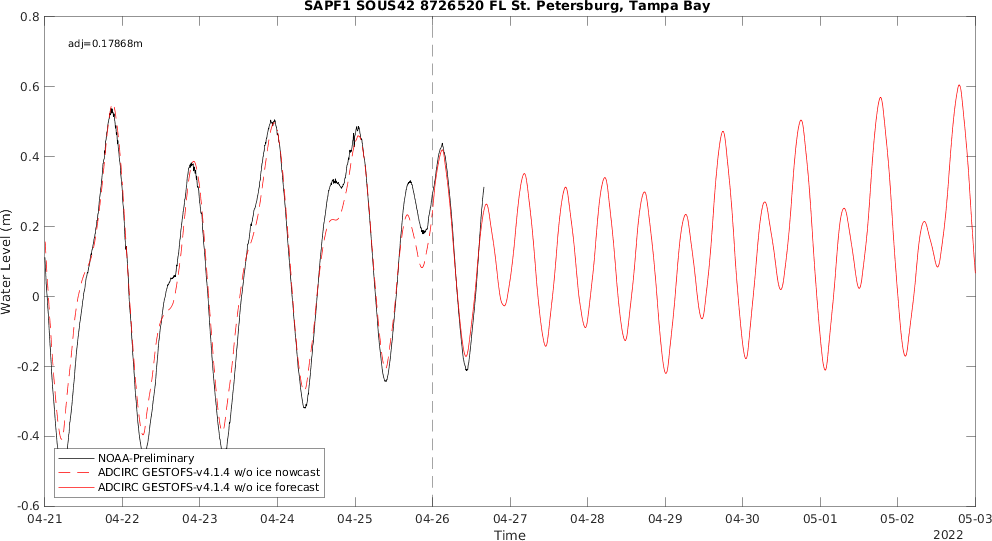 SAPF1 SOUS42 8726520 FL St. Petersburg, Tampa Bay
adj=0.17868m
0.8
0.6
0.4
0.2
0
-0.2
-0.4
-0.6
Water Level (m)
NOAA-Preliminary
ADCIRC GESTOFS-v4.1.4 w/o ice nowcast
ADCIRC GESTOFS-v4.1.4 w/o ice forecast
04-21 04-22 04-23 04-24 04-25 04-26 04-27 04-28 04-29 04-30 05-01 05-02 05-03
Time
2022